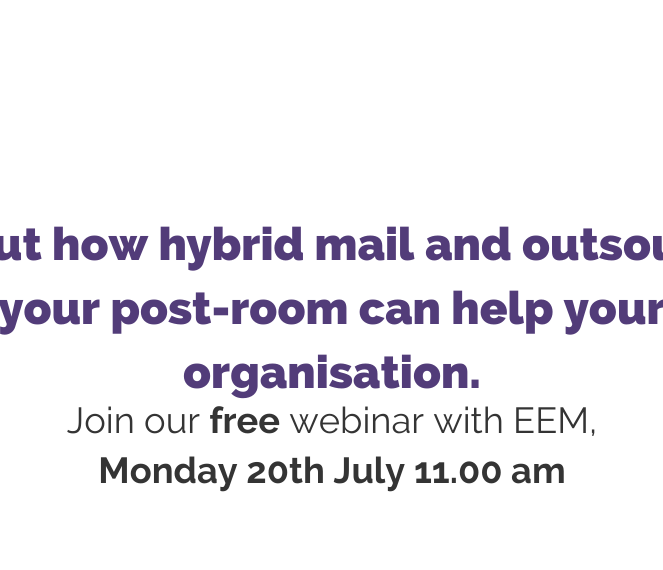 how hybrid mail and
your post-room can help your
organisation.
Join our free webinar with EEM,
Monday 20th July 11.00 am